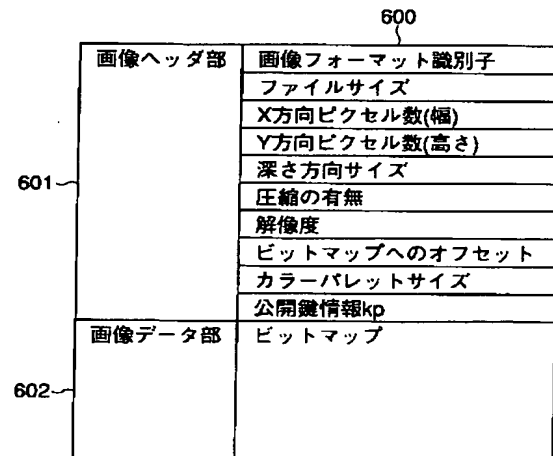 600
画像ヘッダ部 画像フォーマット識別子
ファイルサイズ
X方向ピクセル数(幅)
Y方向ピクセル数(高さ)
深さ方向サイズ
601
圧縮の有無
解像度
ビットマップへのオフセット
カラーパレットサイズ
公開鍵情報kp
画像データ部 ビットマップ
602